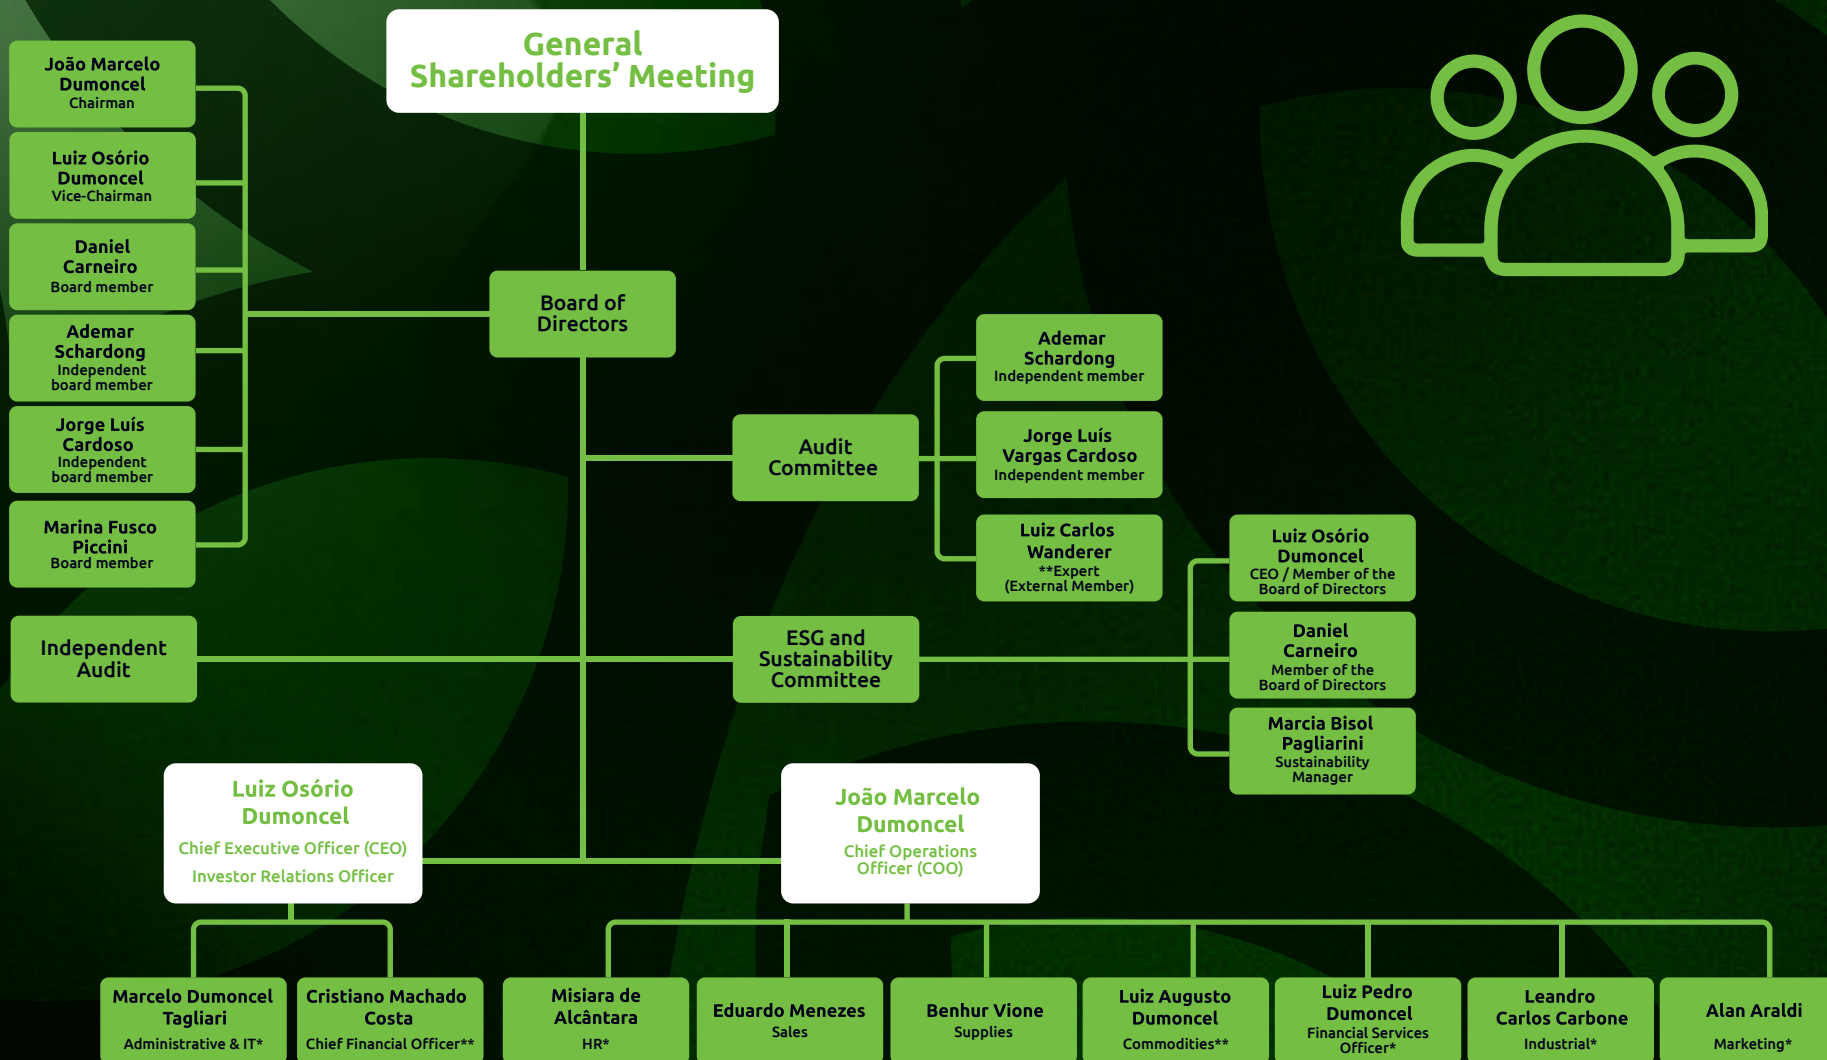 General
Shareholders’ Meeting
João Marcelo
Dumoncel
Chairman
Luiz Osório
Dumoncel
Vice-Chairman
Daniel
Carneiro
Board member
Ademar
Schardong
Independent
board member
Jorge Luís
Cardoso
Independent
board member
Marina Fusco
Piccini
Board member
Board of
Directors
Audit
Committee
Ademar
Schardong
Independent member
Jorge Luís
Vargas Cardoso
Independent member
Luiz Carlos
Wanderer
**Expert
(External Member)
Independent
Audit
ESG and
Sustainability
Committee
Luiz Osório
Dumoncel
CEO / Member of the
Board of Directors
Daniel
Carneiro
Member of the
Board of Directors
Marcia Bisol
Pagliarini
Sustainability
Manager
Luiz Osório
Dumoncel
Chief Executive Officer (CEO)
Investor Relations Officer
João Marcelo
Dumoncel
Chief Operations
Officer (COO)
Marcelo Dumoncel
Tagliari
Administrative & IT*
Cristiano Machado
Costa
Chief Financial Officer**
Misiara de
Alcântara
HR*
Eduardo Menezes
Sales
Benhur Vione
Supplies
Luiz Augusto
Dumoncel
Commodities**
Luiz Pedro
Dumoncel
Financial Services
Officer*
Leandro
Carlos Carbone
Industrial*
Alan Araldi
Marketing*